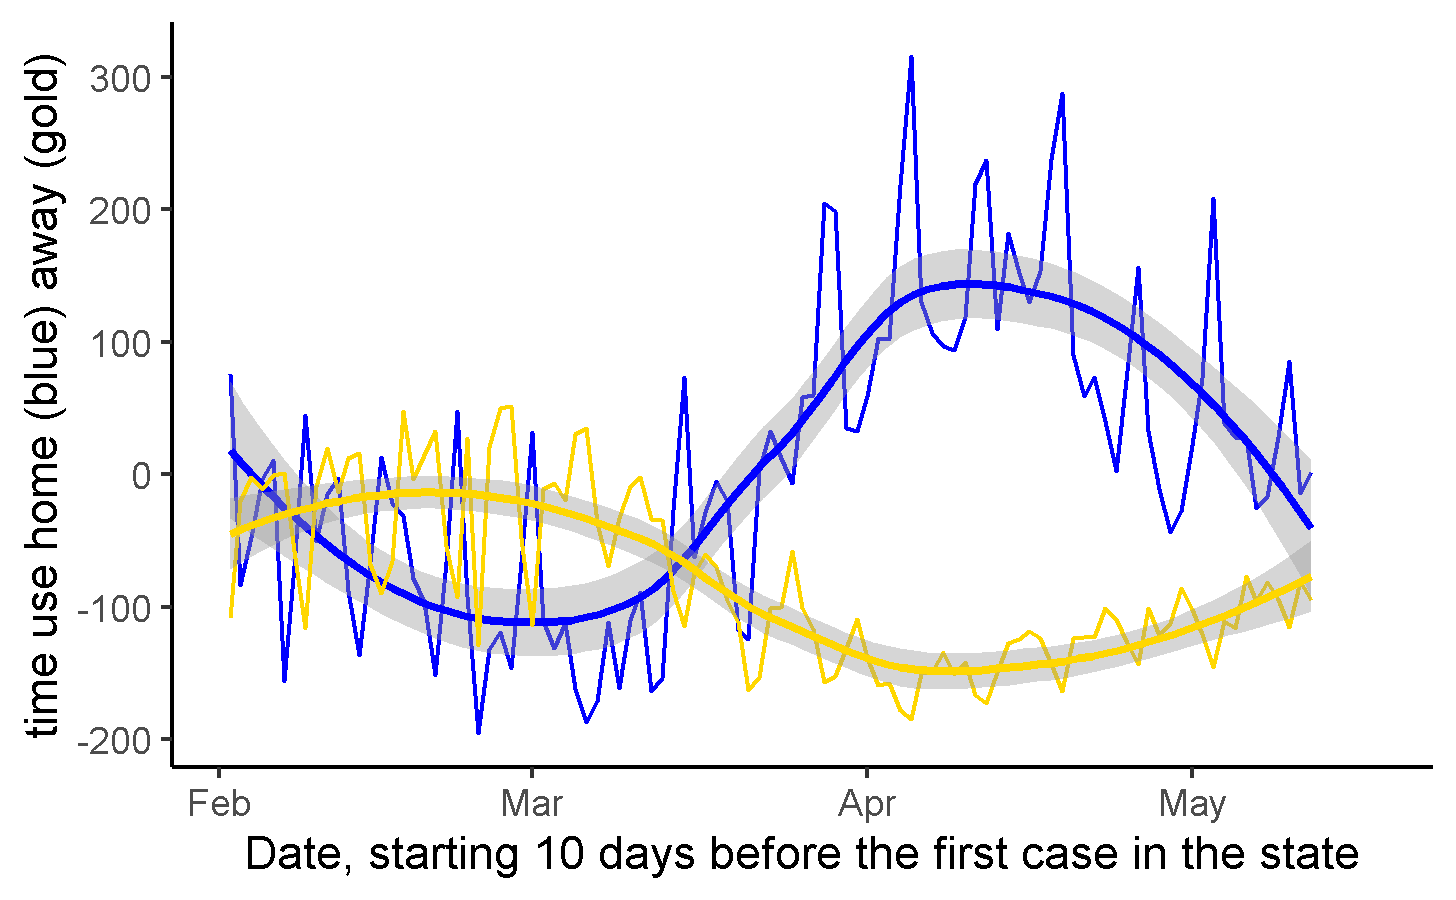 time use home (blue) away (gold)
300
200
100
0
-100
-200
Feb Mar Apr May
Date, starting 10 days before the first case in the state